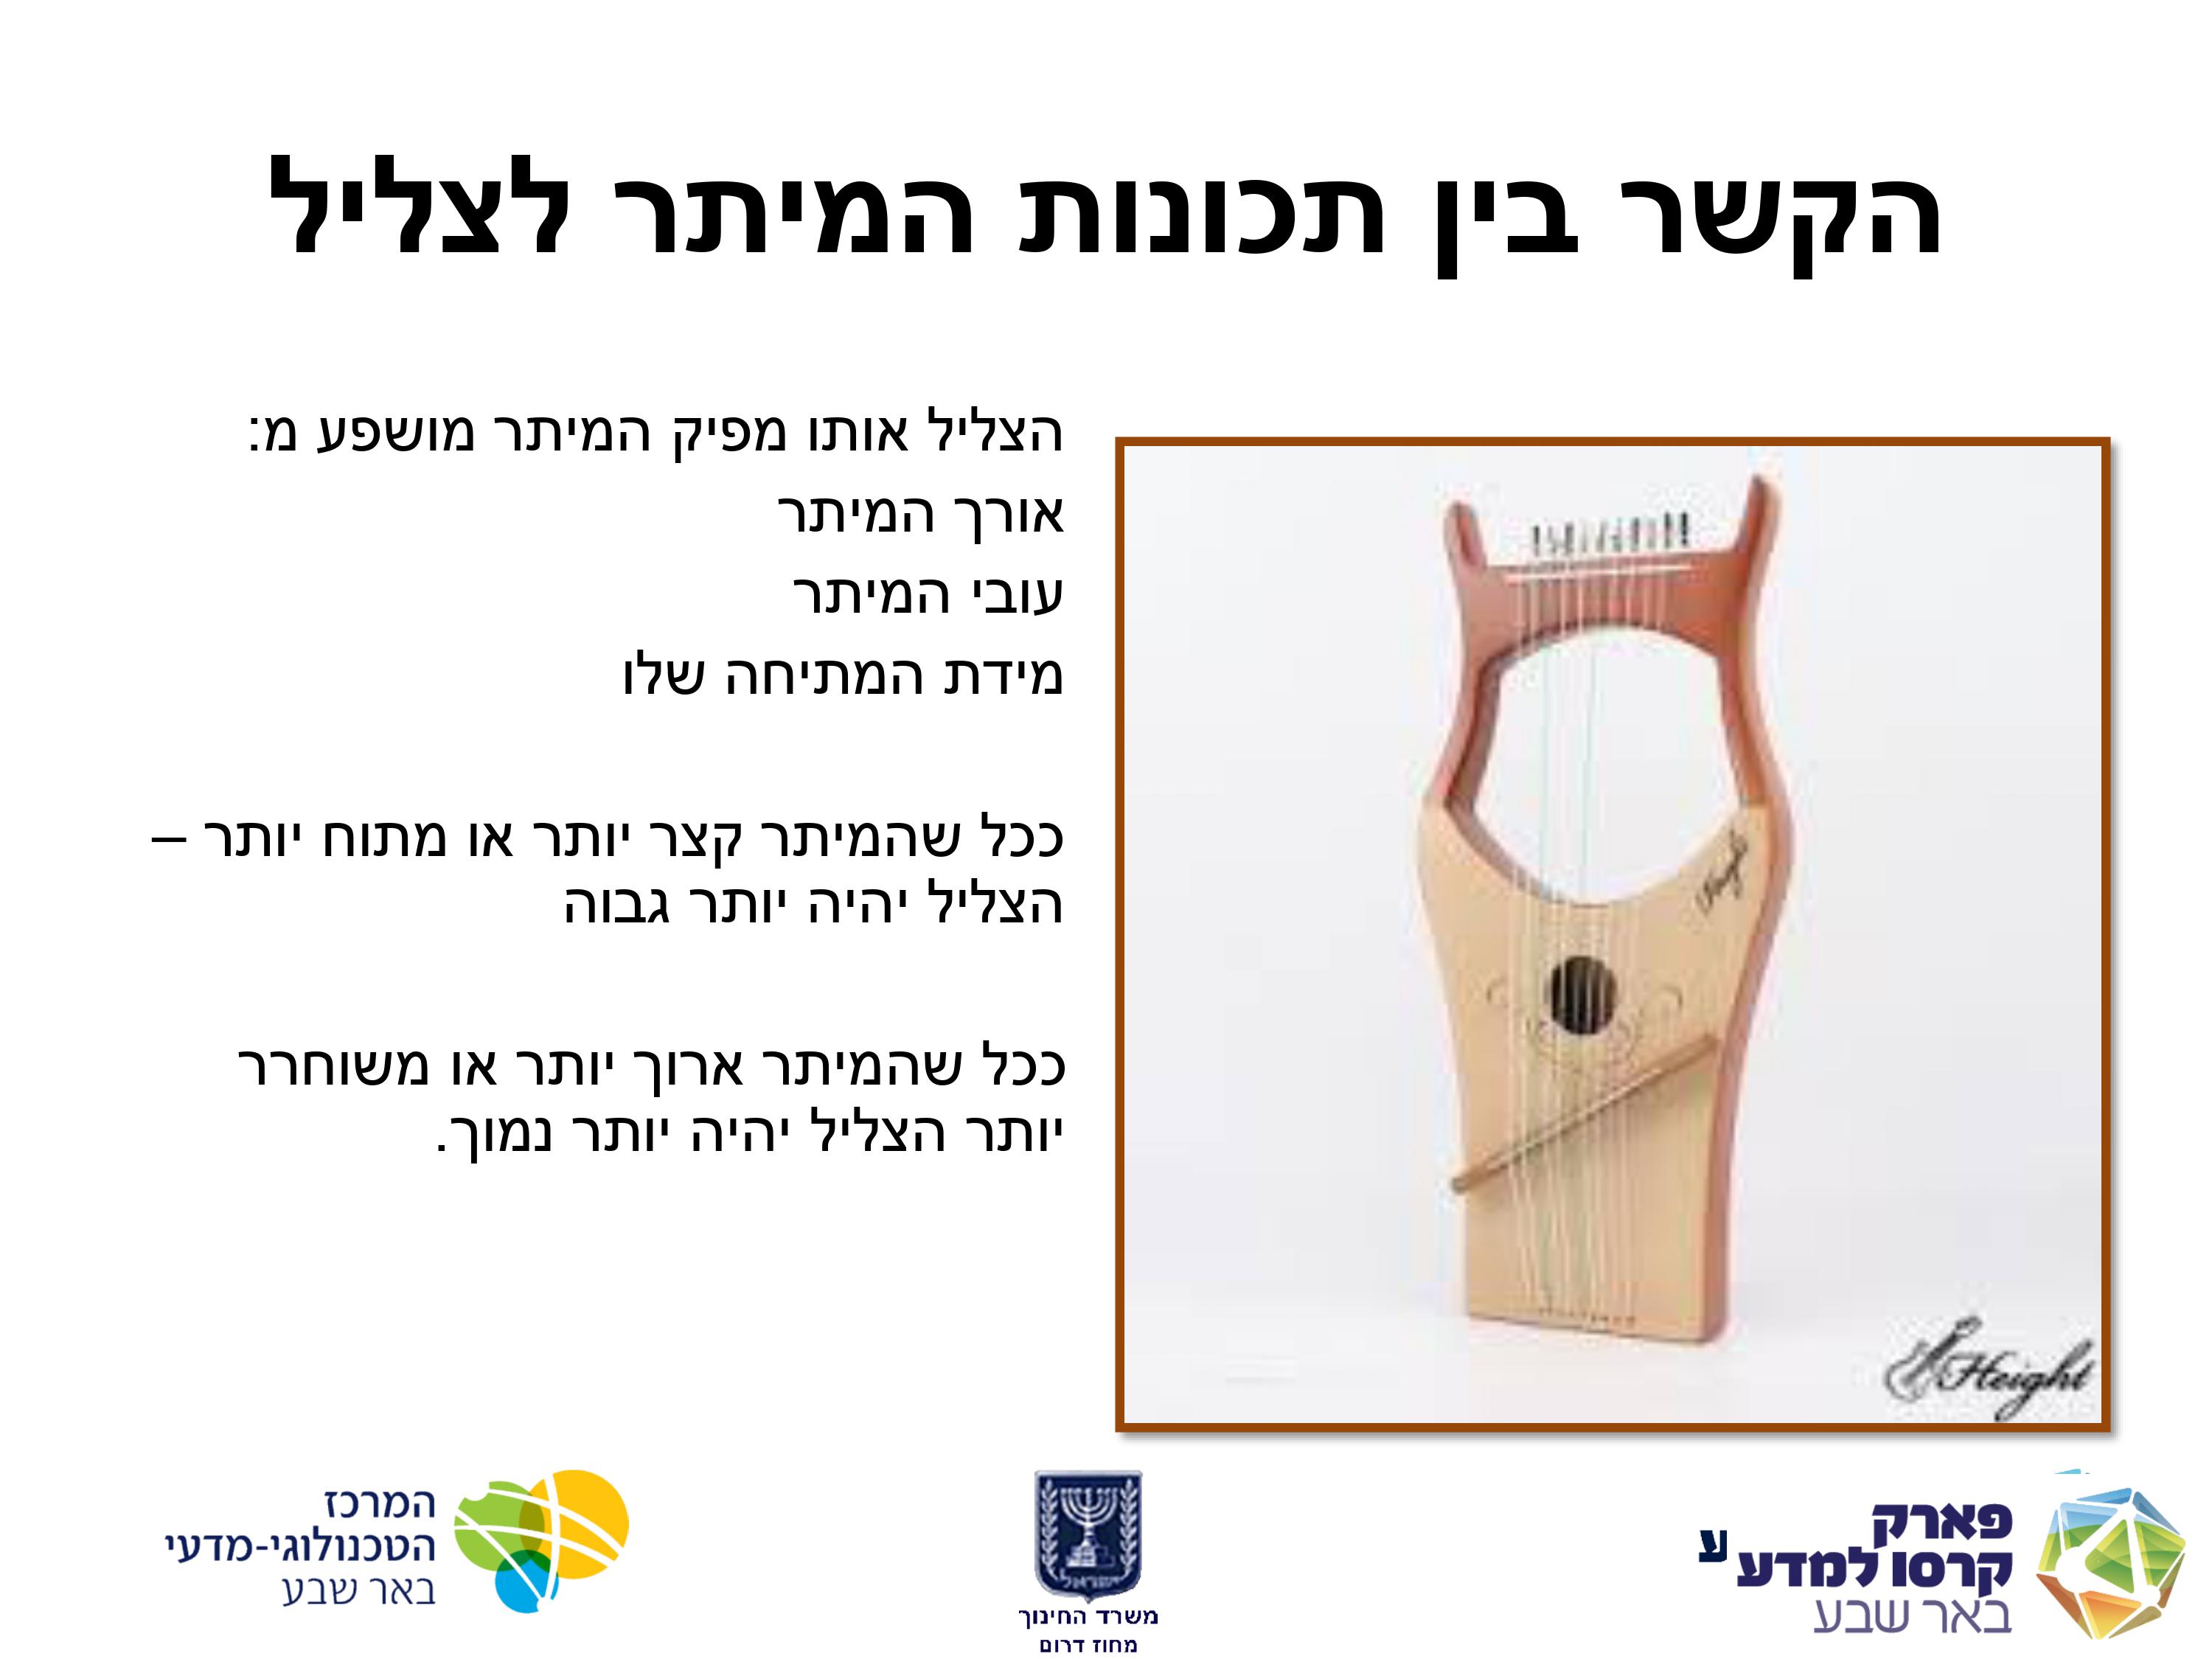 הקשר בין תכונות המיתר לצליל
הצליל אותו מפיק המיתר מושפע מ:
אורך המיתר
עובי המיתר
מידת המתיחה שלו
ככל שהמיתר קצר יותר או מתוח יותר –
הצליל יהיה יותר גבוה
ככל שהמיתר ארוך יותר או משוחרר
יותר הצליל יהיה יותר נמוך.
Height
המרכז
הטכנולוגי-מדעי
באר שבע
ישראל
משרד החינוך
מחוז דרום
פארק
קרסו למדע
באר שבע
ע